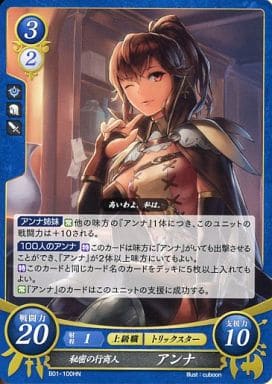 3
2
高いわよ、私は。
アンナ姉妹 常 他の味方の『アンナ』1体につき、このユニットの
戦闘力は+10される。
100人のアンナ 特 このカードは味方に『アンナ』がいても出撃させる
ことができ、『アンナ』が2体以上味方にいてもよい。
特 このカードと同じカード名のカードをデッキに5枚以上入れてもよい。
常 『アンナ』のカードはこのユニットの支援に成功する。
戦闘力
20
射程 1
上級職
トリックスター
支援力
10
B01-100HN
秘密の行商人 アンナ
Illust：cuboon